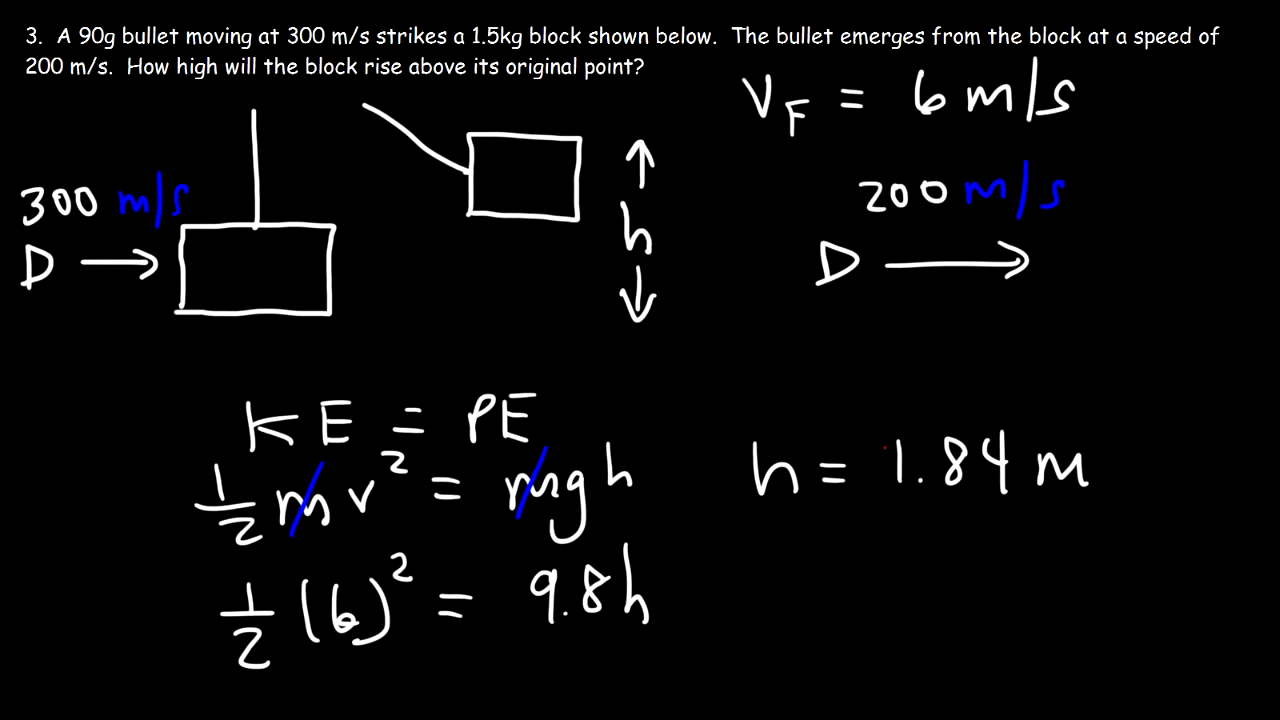 3. A 90g bullet moving at 300 m/s strikes a 1.5kg block shown below. The bullet emerges from the block at a speed of
200 m/s. How high will the block rise above its original point?
V_F = 6 m/s
300 m/s
h
200 m/s
D
D
KE = PE
1/2 mv² = mgh
h = 1.84 m
1/2 (6)² = 9.8h